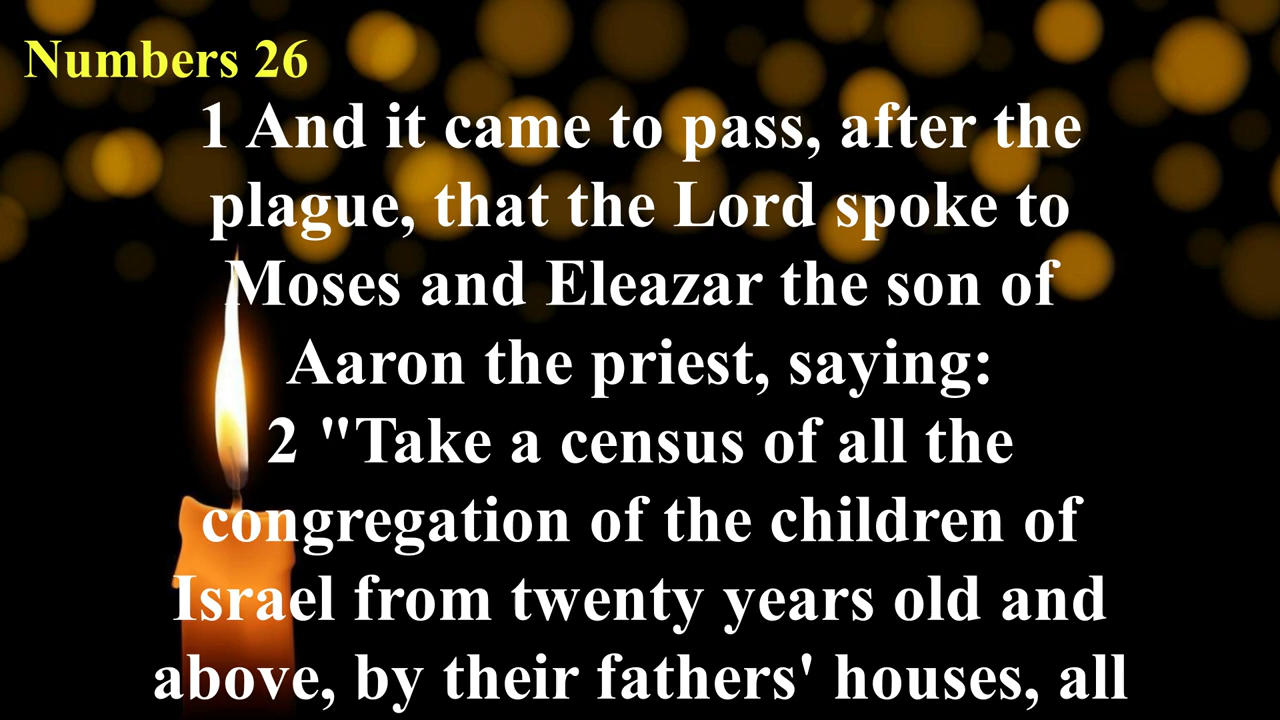 Numbers 26
1 And it came to pass, after the
plague, that the Lord spoke to
Moses and Eleazar the son of
Aaron the priest, saying:
2 "Take a census of all the
congregation of the children of
Israel from twenty years old and
above, by their fathers' houses, all